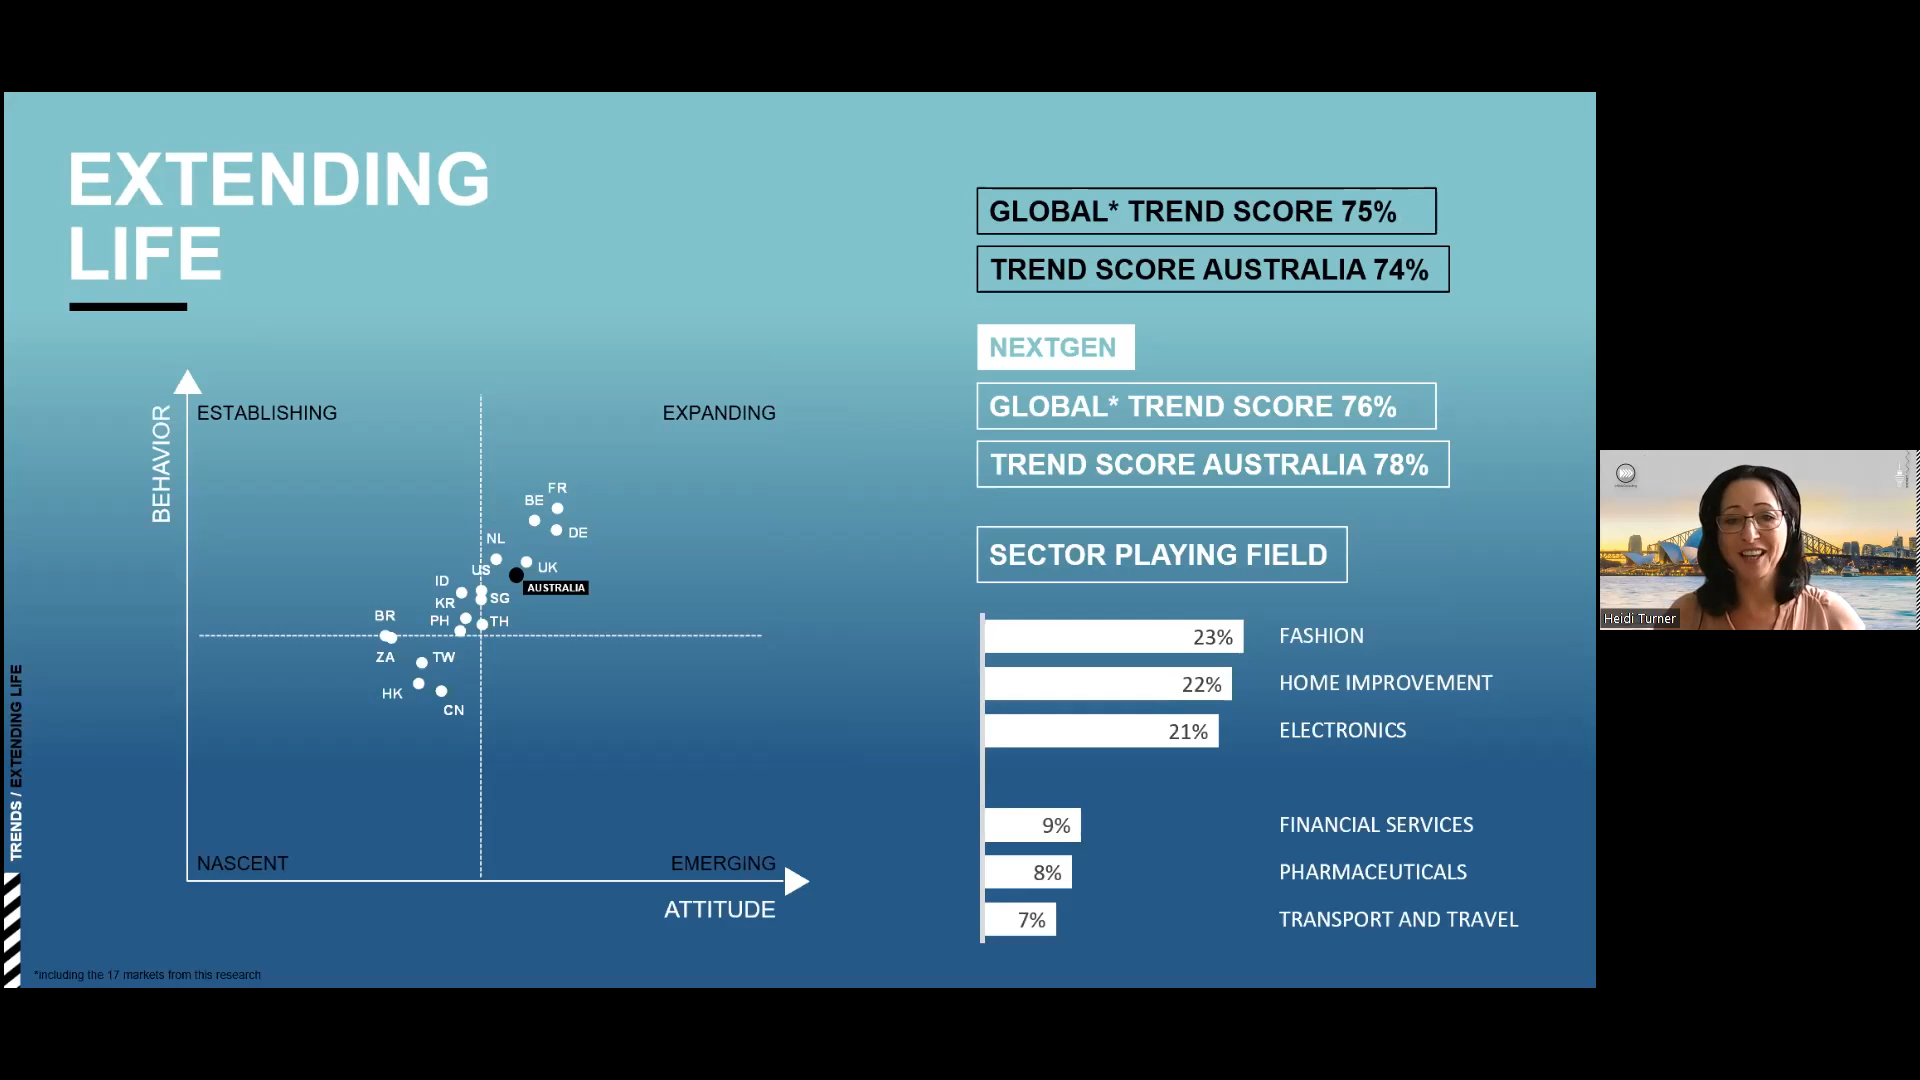 EXTENDING
LIFE
GLOBAL* TREND SCORE 75%
TREND SCORE AUSTRALIA 74%
NEXTGEN
GLOBAL* TREND SCORE 76%
TREND SCORE AUSTRALIA 78%
SECTOR PLAYING FIELD
23% FASHION
22% HOME IMPROVEMENT
21% ELECTRONICS
9% FINANCIAL SERVICES
8% PHARMACEUTICALS
7% TRANSPORT AND TRAVEL
BEHAVIOR
ESTABLISHING
EXPANDING
FR
BE
DE
NL
UK
US
AUSTRALIA
ID
SG
KR
BR
PH
TH
ZA
TW
HK
CN
NASCENT
EMERGING
ATTITUDE
TRENDS / EXTENDING LIFE
*including the 17 markets from this research
Heidi Turner